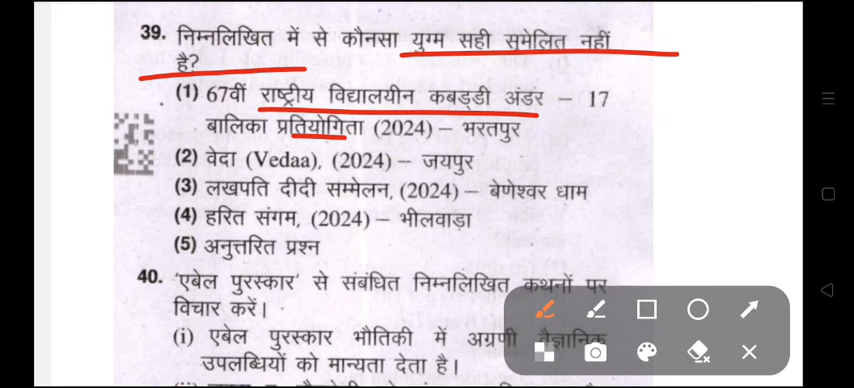 39. निम्नलिखित में से कौनसा युग्म सही सुमेलित नहीं
है?
(1) 67वीं राष्ट्रीय विद्यालयीन कबड्डी अंडर – 17
बालिका प्रतियोगिता (2024) – भरतपुर
(2) वेदा (Vedaa), (2024) – जयपुर
(3) लखपति दीदी सम्मेलन, (2024) – बेणेश्वर धाम
(4) हरित संगम, (2024) – भीलवाड़ा
(5) अनुत्तरित प्रश्न
40. 'एबेल पुरस्कार' से संबंधित निम्नलिखित कथनों पर
विचार करें।
(i) एबेल पुरस्कार भौतिकी में अग्रणी वैज्ञानिक
उपलब्धियों को मान्यता देता है।